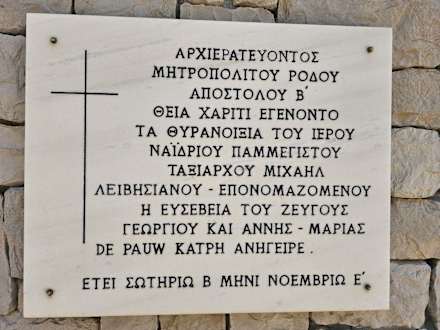 ΑΡΧΙΕΡΑΤΕΥΟΝΤΟΣ
ΜΗΤΡΟΠΟΛΙΤΟΥ ΡΟΔΟΥ
ΑΠΟΣΤΟΛΟΥ Β΄
ΘΕΙΑ ΧΑΡΙΤΙ ΕΓΕΝΟΝΤΟ
ΤΑ ΘΥΡΑΝΟΙΞΙΑ ΤΟΥ ΙΕΡΟΥ
ΝΑΪΔΡΙΟΥ ΠΑΜΜΕΓΙΣΤΟΥ
ΤΑΞΙΑΡΧΟΥ ΜΙΧΑΗΛ
ΛΕΙΒΗΣΙΑΝΟΥ - ΕΠΟΝΟΜΑΖΟΜΕΝΟΥ
Η ΕΥΣΕΒΕΙΑ ΤΟΥ ΖΕΥΓΟΥΣ
ΓΕΩΡΓΙΟΥ ΚΑΙ ΑΝΝΗΣ - ΜΑΡΙΑΣ
DE PAUW ΚΑΤΡΗ ΑΝΗΓΕΙΡΕ .
ΕΤΕΙ ΣΩΤΗΡΙΩ Β ΜΗΝΙ ΝΟΕΜΒΡΙΩ Ε΄